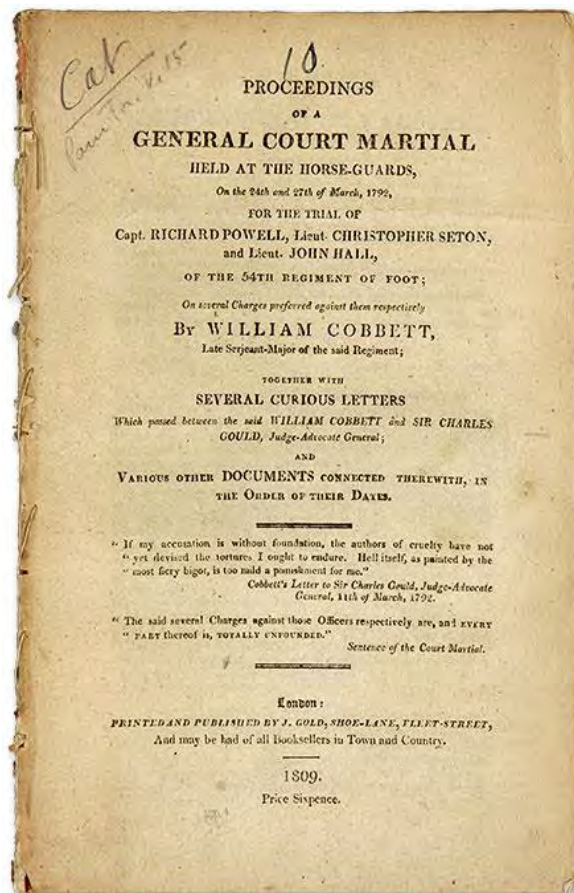 10
Cat
PROCEEDINGS
OF A
GENERAL COURT MARTIAL
HELD AT THE HORSE-GUARDS,
On the 24th and 27th of March, 1792,
FOR THE TRIAL OF
Capt. RICHARD POWELL, Lieut. CHRISTOPHER SETON,
and Lieut. JOHN HALL,
OF THE 54TH REGIMENT OF FOOT;
On several Charges preferred against them respectively
BY WILLIAM COBBETT,
Late Serjeant-Major of the said Regiment;
TOGETHER WITH
SEVERAL CURIOUS LETTERS
Which passed between the said WILLIAM COBBETT and SIR CHARLES
GOULD, Judge-Advocate General;
AND
VARIOUS OTHER DOCUMENTS CONNECTED THEREWITH, IN
THE ORDER OF THEIR DATES.
" If my accusation is without foundation, the authors of cruelty have not
" yet devised the tortures I ought to endure. Hell itself, as painted by the
" most fiery bigot, is too mild a punishment for me."
Cobbett's Letter to Sir Charles Gould, Judge-Advocate
General, 11th of March, 1792.
" The said several Charges against those Officers respectively are, and EVERY
" PART thereof is, TOTALLY UNFOUNDED."
Sentence of the Court Martial.
London:
PRINTED AND PUBLISHED BY J. GOLD, SHOE-LANE, FLEET-STREET,
And may be had of all Booksellers in Town and Country.
1809.
Price Sixpence.